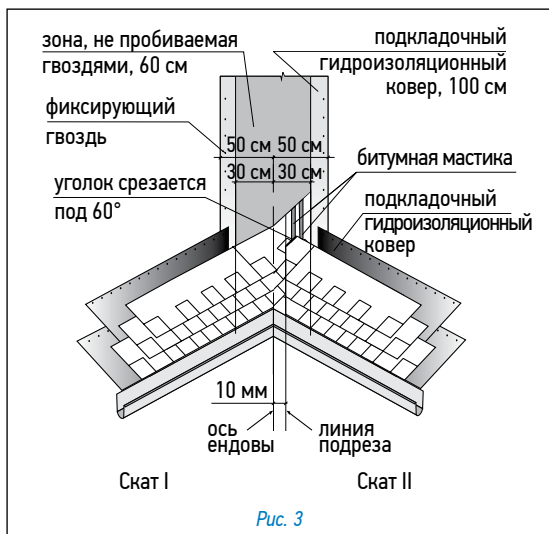 зона, не пробиваемая
гвоздями, 60 см
подкладочный
гидроизоляционный
ковер, 100 см
фиксирующий
гвоздь
50 см 50 см
30 см 30 см
битумная мастика
уголок срезается
под 60°
подкладочный
гидроизоляционный
ковер
10 мм
ось
ендовы
линия
подреза
Скат I
Скат II
Рис. 3